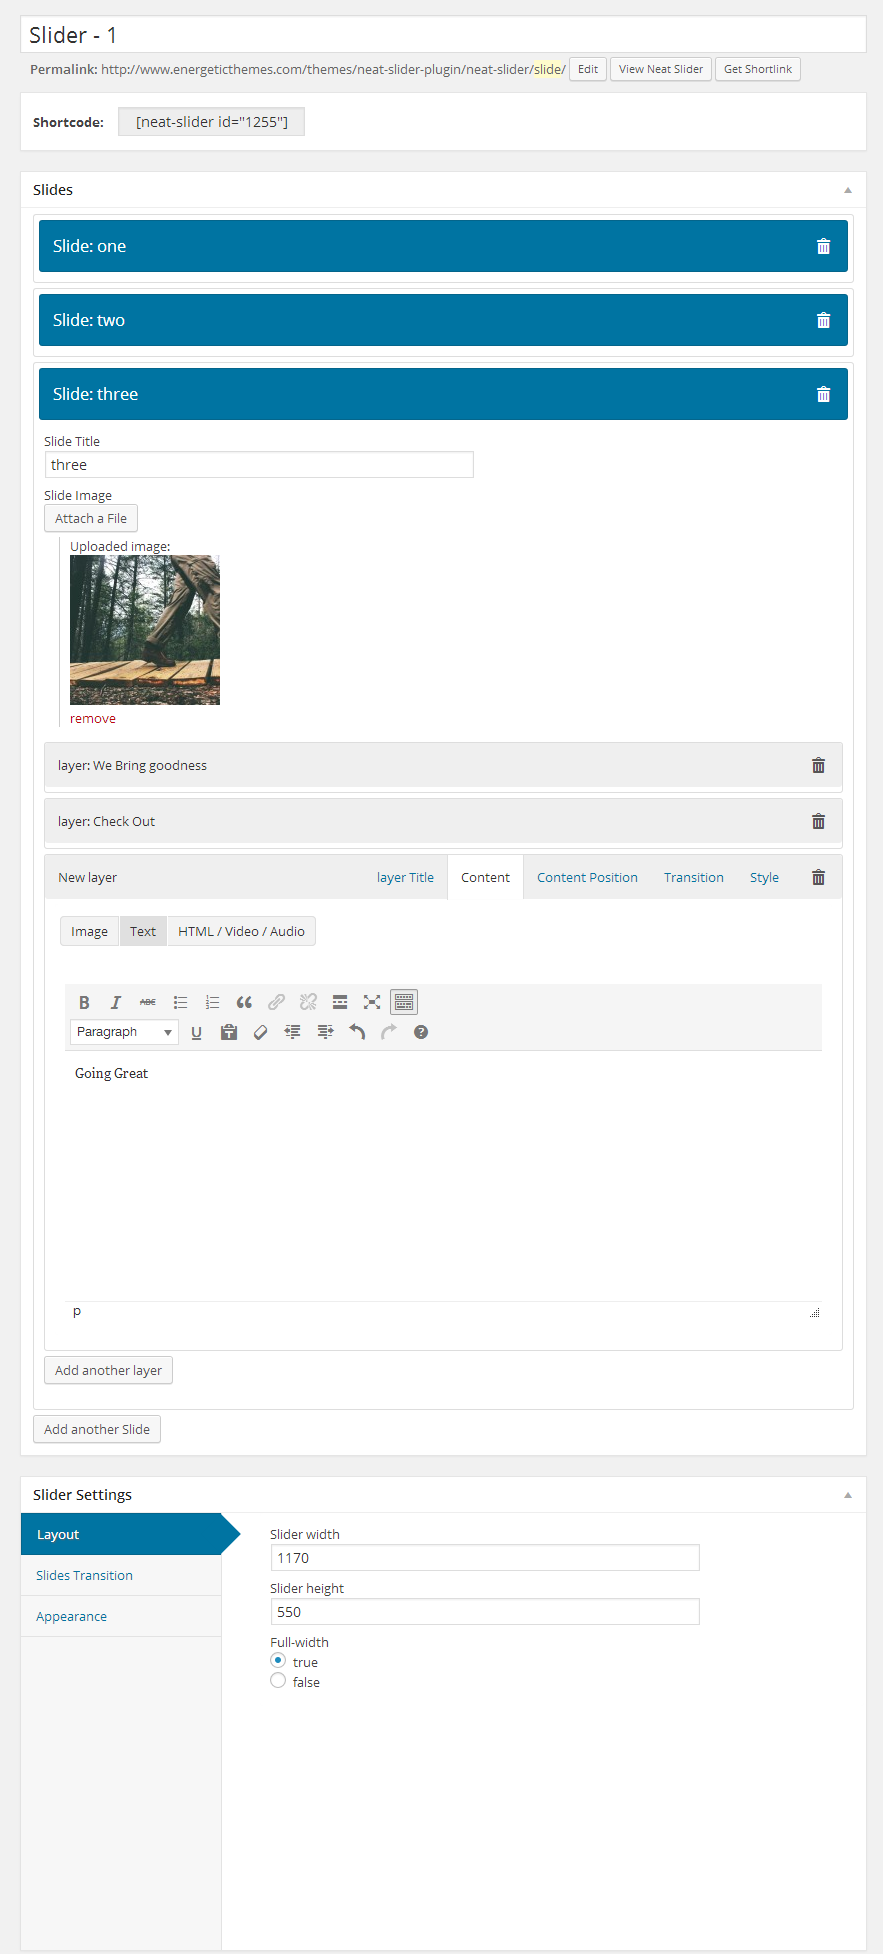 Slider - 1
Permalink: http://www.energeticthemes.com/themes/neat-slider-plugin/neat-slider/slide/ Edit View Neat Slider Get Shortlink
Shortcode: [neat-slider id="1255"]
Slides
Slide: one
Slide: two
Slide: three
Slide Title
three
Slide Image
Attach a File
Uploaded image:
remove
layer: We Bring goodness
layer: Check Out
New layer layer Title Content Content Position Transition Style
Image Text HTML / Video / Audio
B I ABC
Paragraph U
Going Great
p
Add another layer
Add another Slide
Slider Settings
Layout
Slides Transition
Appearance
Slider width
1170
Slider height
550
Full-width
true
false